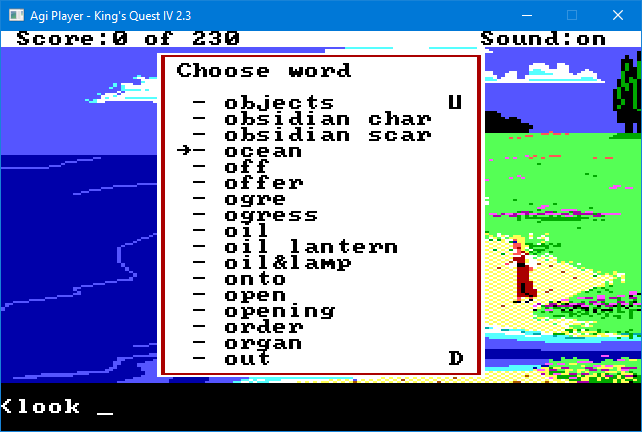 Agi Player - King's Quest IV 2.3
Score:0 of 230 Sound:on
Choose word
- objects U
- obsidian char
- obsidian scar
→- ocean
- off
- offer
- ogre
- ogress
- oil
- oil lantern
- oil&lamp
- onto
- open
- opening
- order
- organ
- out D
<look _